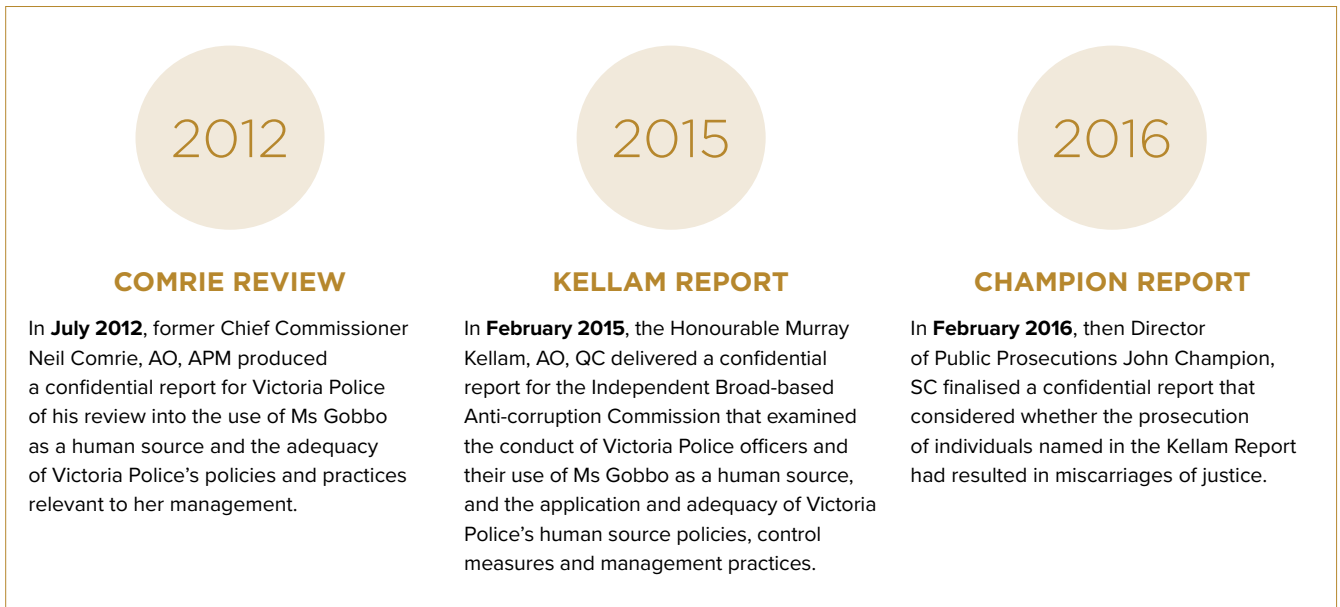 2012
COMRIE REVIEW
In July 2012, former Chief Commissioner
Neil Comrie, AO, APM produced
a confidential report for Victoria Police
of his review into the use of Ms Gobbo
as a human source and the adequacy
of Victoria Police's policies and practices
relevant to her management.
2015
KELLAM REPORT
In February 2015, the Honourable Murray
Kellam, AO, QC delivered a confidential
report for the Independent Broad-based
Anti-corruption Commission that examined
the conduct of Victoria Police officers and
their use of Ms Gobbo as a human source,
and the application and adequacy of Victoria
Police's human source policies, control
measures and management practices.
2016
CHAMPION REPORT
In February 2016, then Director
of Public Prosecutions John Champion,
SC finalised a confidential report that
considered whether the prosecution
of individuals named in the Kellam Report
had resulted in miscarriages of justice.